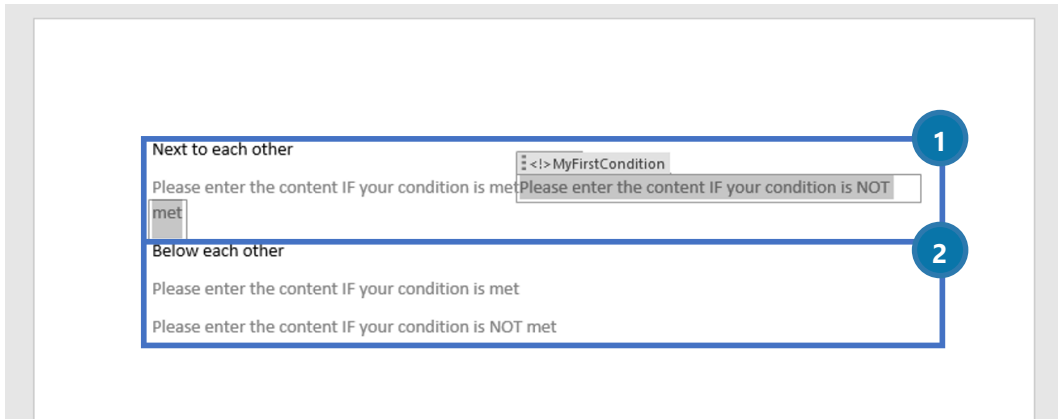 1
Next to each other
<!> MyFirstCondition
Please enter the content IF your condition is metPlease enter the content IF your condition is NOT
met
2
Below each other
Please enter the content IF your condition is met
Please enter the content IF your condition is NOT met